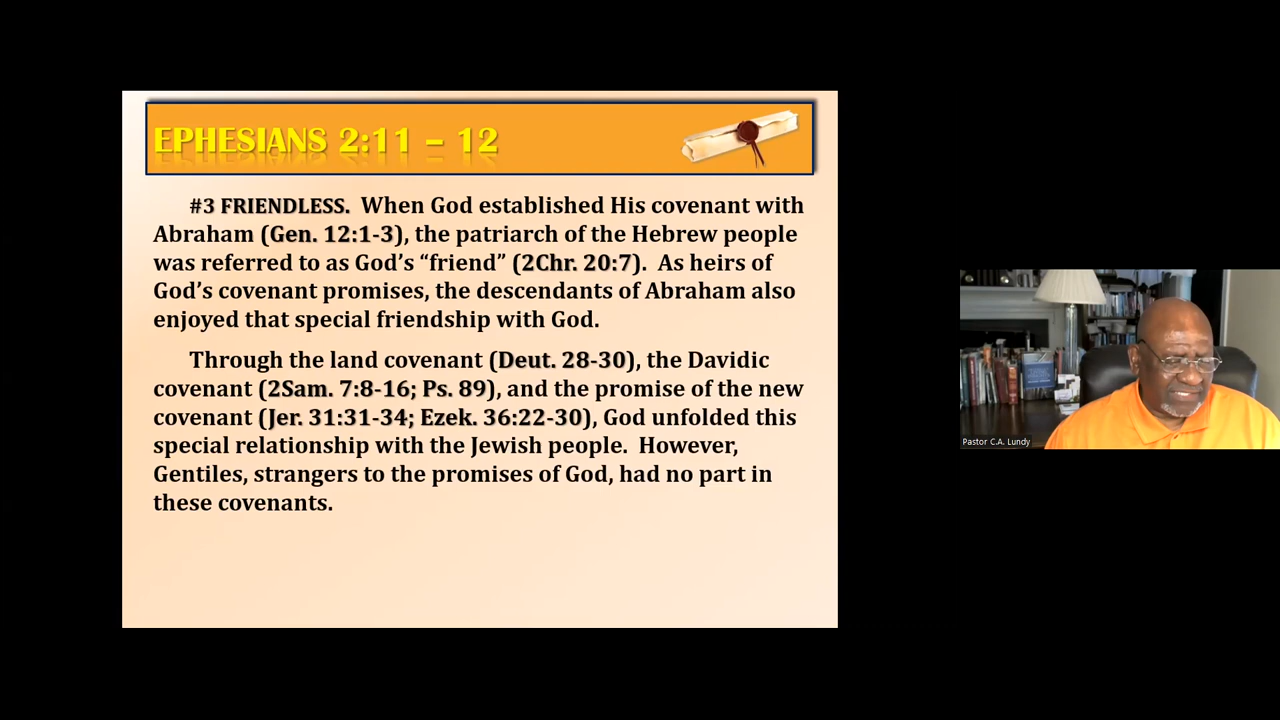 EPHESIANS 2:11 – 12
#3 FRIENDLESS. When God established His covenant with
Abraham (Gen. 12:1-3), the patriarch of the Hebrew people
was referred to as God’s “friend” (2Chr. 20:7). As heirs of
God’s covenant promises, the descendants of Abraham also
enjoyed that special friendship with God.
Through the land covenant (Deut. 28-30), the Davidic
covenant (2Sam. 7:8-16; Ps. 89), and the promise of the new
covenant (Jer. 31:31-34; Ezek. 36:22-30), God unfolded this
special relationship with the Jewish people. However,
Gentiles, strangers to the promises of God, had no part in
these covenants.
Pastor C.A. Lundy